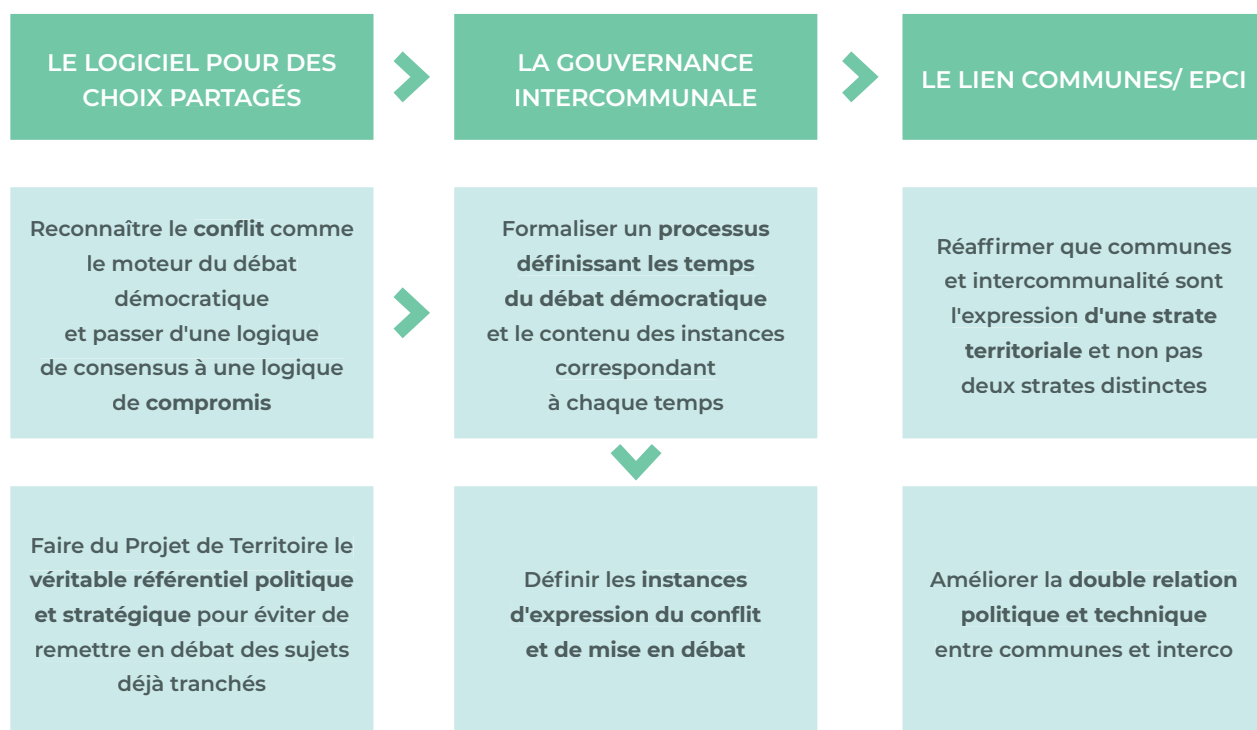 LE LOGICIEL POUR DES
CHOIX PARTAGÉS
LA GOUVERNANCE
INTERCOMMUNALE
LE LIEN COMMUNES/ EPCI
Reconnaître le conflit comme
le moteur du débat
démocratique
et passer d'une logique
de consensus à une logique
de compromis
Formaliser un processus
définissant les temps
du débat démocratique
et le contenu des instances
correspondant
à chaque temps
Réaffirmer que communes
et intercommunalité sont
l'expression d'une strate
territoriale et non pas
deux strates distinctes
Faire du Projet de Territoire le
véritable référentiel politique
et stratégique pour éviter de
remettre en débat des sujets
déjà tranchés
Définir les instances
d'expression du conflit
et de mise en débat
Améliorer la double relation
politique et technique
entre communes et interco